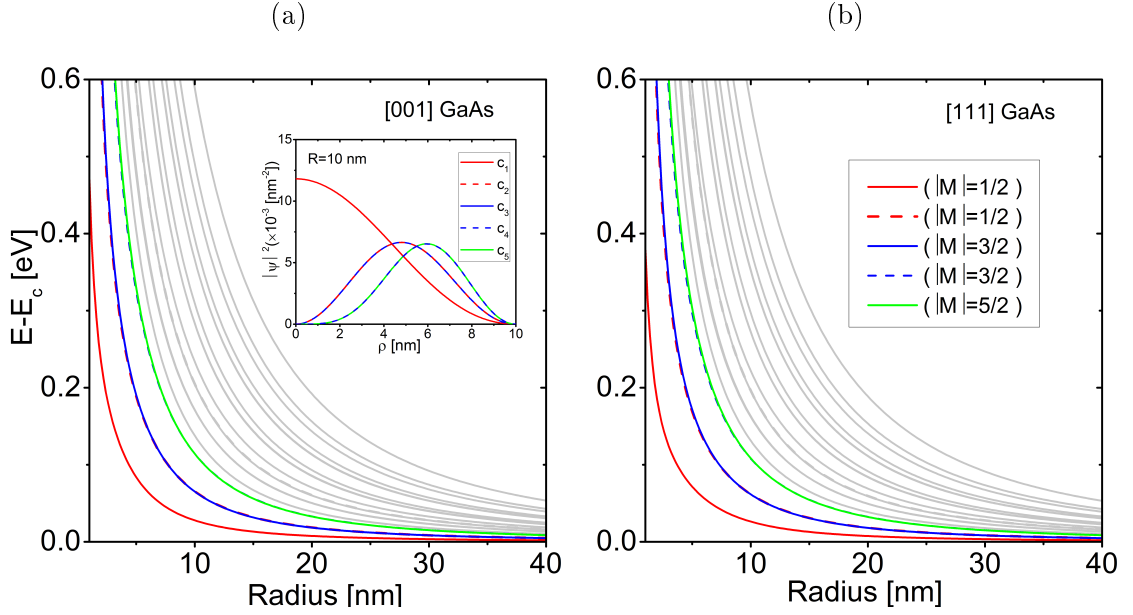 (a)
(b)
[001] GaAs
R=10 nm
c₁
c₂
c₃
c₄
c₅
|ψ|²(×10⁻³ [nm⁻²])
15
10
5
0
0 2 4 6 8 10
ρ [nm]
E-E_c [eV]
0.6
0.4
0.2
0.0
10 20 30 40
Radius [nm]
[111] GaAs
( |M|=1/2 )
( |M|=1/2 )
( |M|=3/2 )
( |M|=3/2 )
( |M|=5/2 )
0.6
0.4
0.2
0.0
10 20 30 40
Radius [nm]